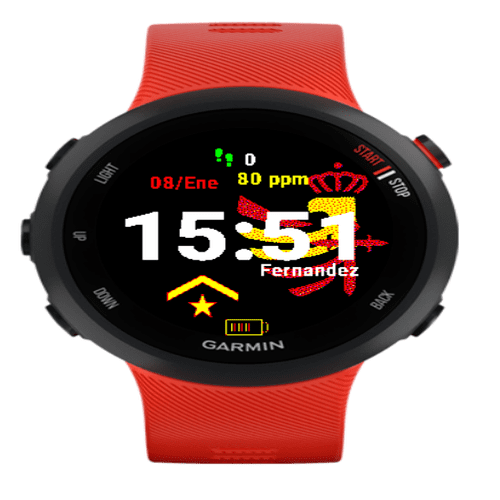 0
08/Ene 80 ppm
START
STOP
LIGHT
UP
15:51
Fernandez
DOWN
BACK
GARMIN